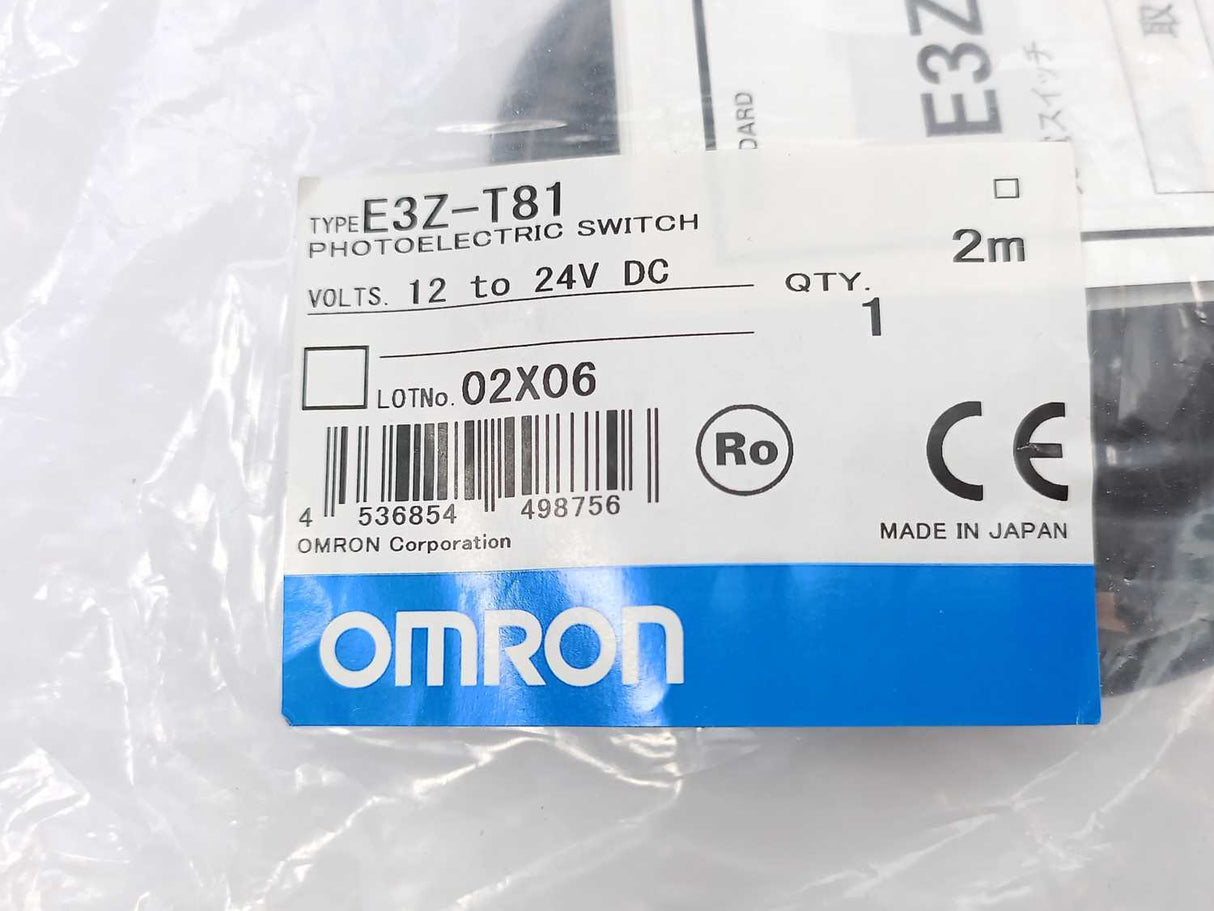 E3Z
取
スイッチ
DARD
TYPE E3Z-T81
PHOTOELECTRIC SWITCH
2m
VOLTS. 12 to 24V DC
QTY.
1
LOTNo. 02X06
Ro
CE
4 536854 498756
OMRON Corporation
MADE IN JAPAN
OMRON